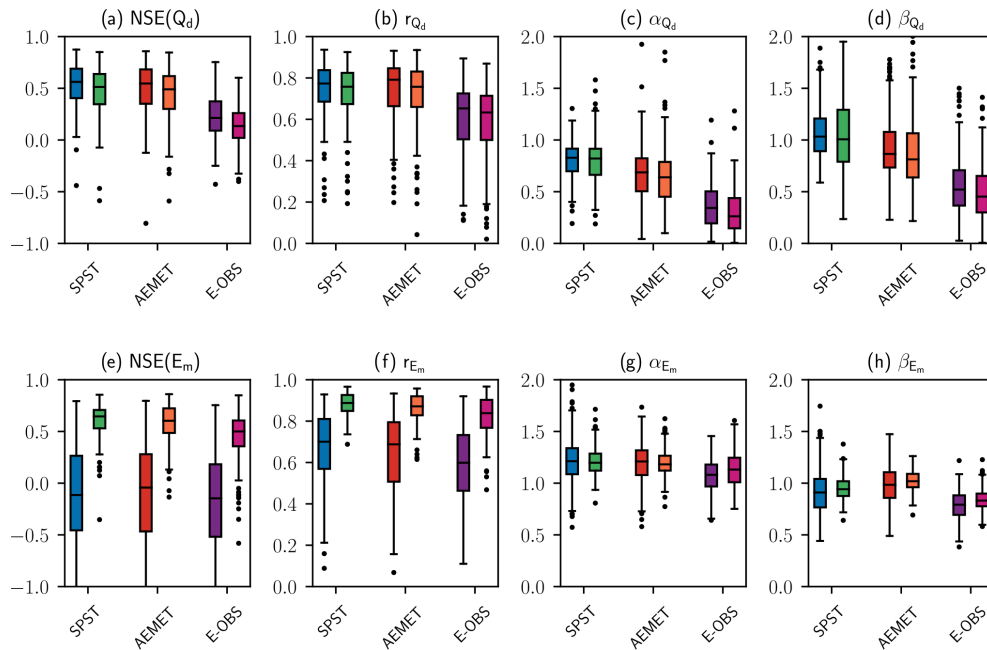 (a) NSE(Q_d)
(b) r_{Q_d}
(c) α_{Q_d}
(d) β_{Q_d}
1.0
0.5
0.0
−0.5
−1.0
1.0
0.8
0.6
0.4
0.2
0.0
2.0
1.5
1.0
0.5
0.0
2.0
1.5
1.0
0.5
0.0
SPST
AEMET
E-OBS
SPST
AEMET
E-OBS
SPST
AEMET
E-OBS
SPST
AEMET
E-OBS
(e) NSE(E_m)
(f) r_{E_m}
(g) α_{E_m}
(h) β_{E_m}
1.0
0.5
0.0
−0.5
−1.0
1.0
0.8
0.6
0.4
0.2
0.0
2.0
1.5
1.0
0.5
0.0
2.0
1.5
1.0
0.5
0.0
SPST
AEMET
E-OBS
SPST
AEMET
E-OBS
SPST
AEMET
E-OBS
SPST
AEMET
E-OBS